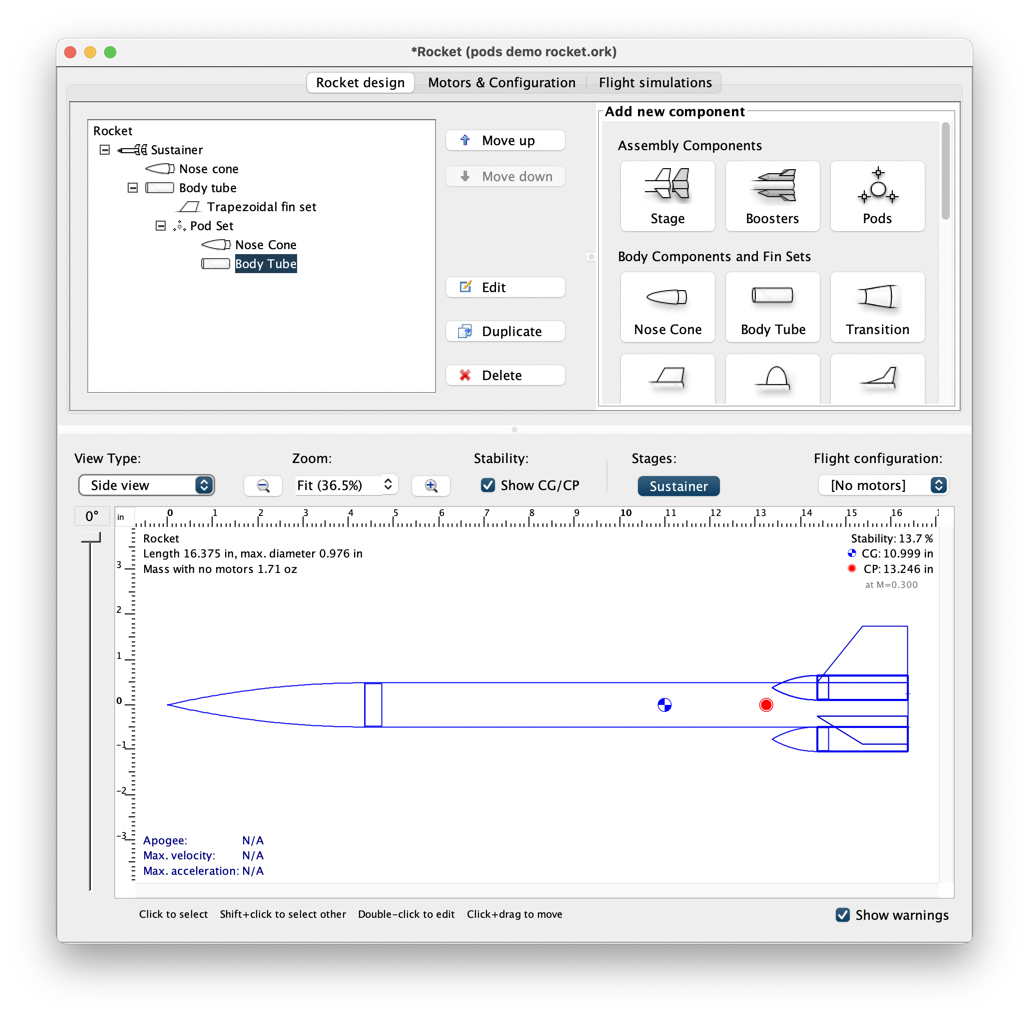 *Rocket (pods demo rocket.ork)
Rocket design Motors & Configuration Flight simulations
Rocket
Sustainer
Nose cone
Body tube
Trapezoidal fin set
Pod Set
Nose Cone
Body Tube
Move up
Move down
Edit
Duplicate
Delete
Add new component
Assembly Components
Stage Boosters Pods
Body Components and Fin Sets
Nose Cone Body Tube Transition
View Type: Zoom: Stability: Stages: Flight configuration:
Side view Fit (36.5%) Show CG/CP Sustainer [No motors]
0° in 0 1 2 3 4 5 6 7 8 9 10 11 12 13 14 15 16
Rocket
Length 16.375 in, max. diameter 0.976 in
Mass with no motors 1.71 oz
Stability: 13.7 %
CG: 10.999 in
CP: 13.246 in
at M=0.300
3
2
1
0
-1
-2
-3
Apogee: N/A
Max. velocity: N/A
Max. acceleration: N/A
Click to select Shift+click to select other Double-click to edit Click+drag to move
Show warnings